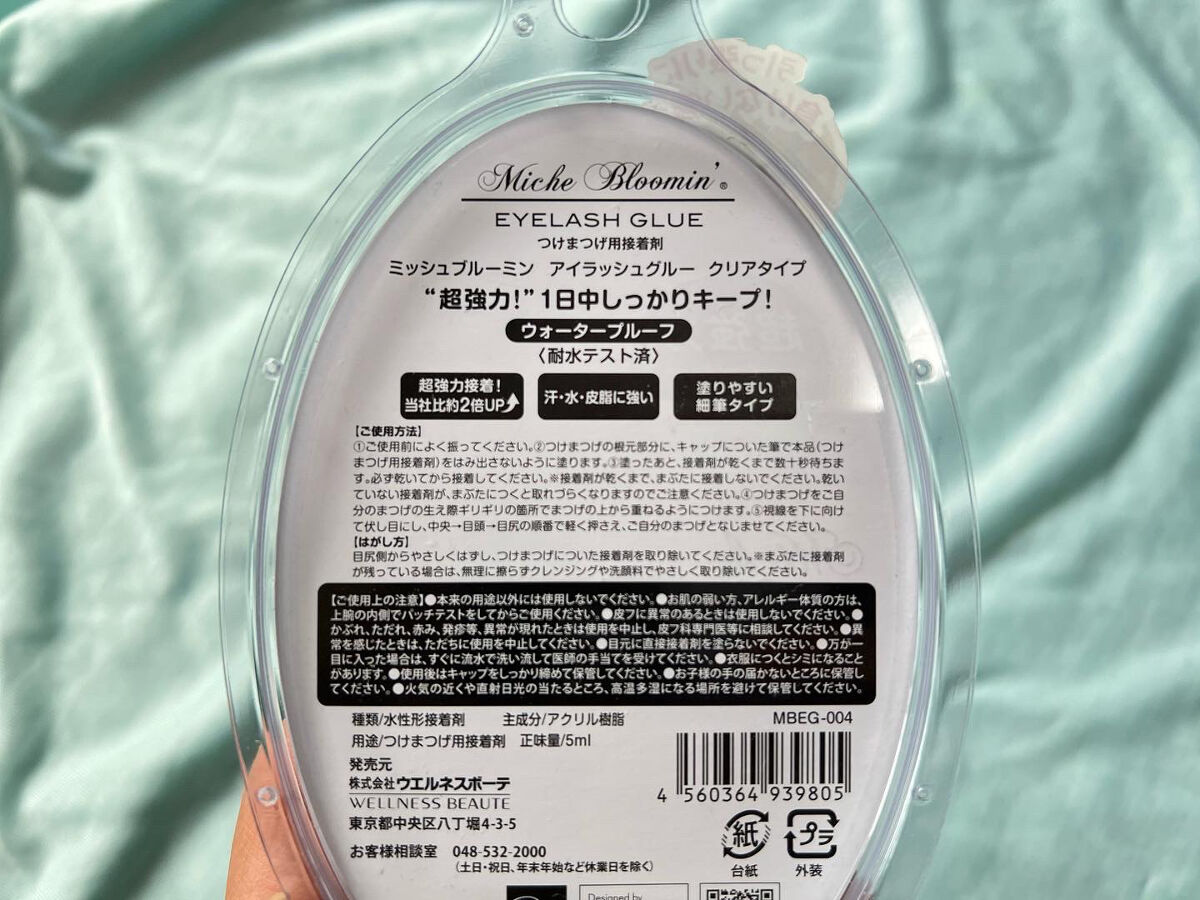 Miche Bloomin'®
EYELASH GLUE
つけまつげ用接着剤
ミッシュブルーミン アイラッシュグルー クリアタイプ
“超強力！”1日中しっかりキープ！
ウォータープルーフ
〈耐水テスト済〉
超強力接着！
当社比約2倍UP
汗・水・皮脂に強い
塗りやすい
細筆タイプ
【ご使用方法】
①ご使用前によく振ってください。②つけまつげの根元部分に、キャップについた筆で本品（つけ
まつげ用接着剤）をはみ出さないように塗ります。③塗ったあと、接着剤が乾くまで数十秒待ちま
す。必ず乾いてから接着してください。※接着剤が乾くまで、まぶたに接着しないでください。乾い
ていない接着剤が、まぶたにつくと取れづらくなりますのでご注意ください。④つけまつげをご自
分のまつげの生え際ギリギリの箇所でまつげの上から重ねるようにつけます。⑤視線を下に向け
て伏し目にし、中央→目頭→目尻の順番で軽く押さえ、ご自分のまつげとなじませてください。
【はがし方】
目尻側からやさしくはずし、つけまつげについた接着剤を取り除いてください。※まぶたに接着剤
が残っている場合は、無理に擦らずクレンジングや洗顔料でやさしく取り除いてください。
【ご使用上の注意】●本来の用途以外には使用しないでください。●お肌の弱い方、アレルギー体質の方は、
上腕の内側でパッチテストをしてからご使用ください。●皮フに異常のあるときは使用しないでください。●
かぶれ、ただれ、赤み、発疹等、異常が現れたときは使用を中止し、皮フ科専門医等に相談してください。●異
常を感じたときは、ただちに使用を中止してください。●目元に直接接着剤を塗らないでください。●万が
一目に入った場合は、すぐに流水で洗い流して医師の手当てを受けてください。●衣服につくとシミになること
があります。●使用後はキャップをしっかり締めて保管してください。●お子様の手の届かないところに保管し
てください。●火気の近くや直射日光の当たるところ、高温多湿になる場所を避けて保管してください。
種類/水性形接着剤 主成分/アクリル樹脂 MBEG-004
用途/つけまつげ用接着剤 正味量/5ml
発売元
株式会社ウエルネスボーテ
WELLNESS BEAUTE
東京都中央区八丁堀4-3-5
お客様相談室 048-532-2000
（土日・祝日、年末年始など休業日を除く）
4 560364 939805
紙
台紙
プラ
外装
Designed by